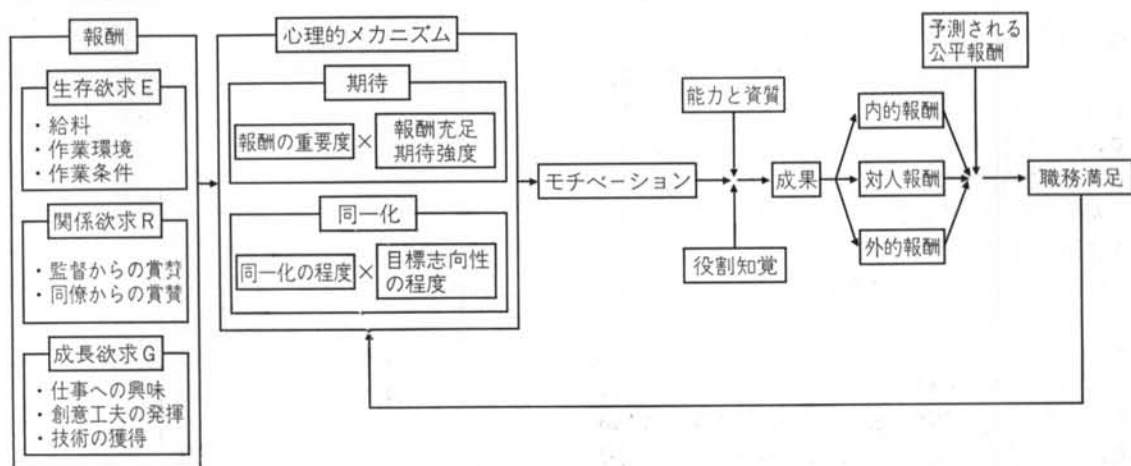 報酬
生存欲求E
・給料
・作業環境
・作業条件
関係欲求R
・監督からの賞賛
・同僚からの賞賛
成長欲求G
・仕事への興味
・創意工夫の発揮
・技術の獲得
心理的メカニズム
期待
報酬の重要度
×
報酬充足
期待強度
同一化
同一化の程度
×
目標志向性
の程度
モチベーション
能力と資質
役割知覚
成果
内的報酬
対人報酬
外的報酬
予測される
公平報酬
職務満足